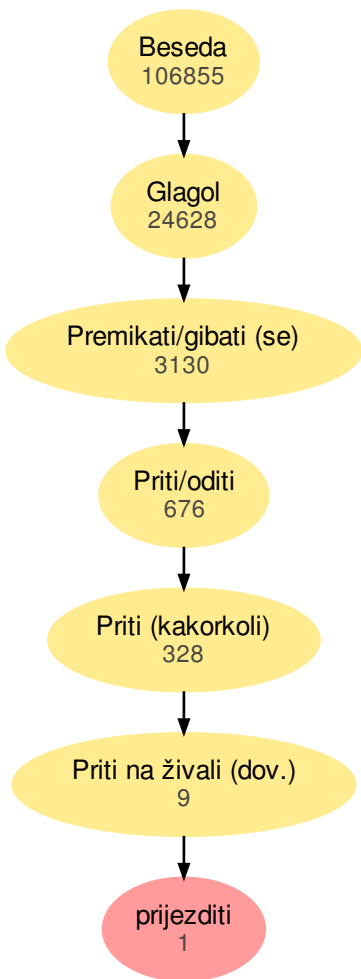 Beseda
106855
Glagol
24628
Premikati/gibati (se)
3130
Priti/oditi
676
Priti (kakorkoli)
328
Priti na živali (dov.)
9
prijezditi
1